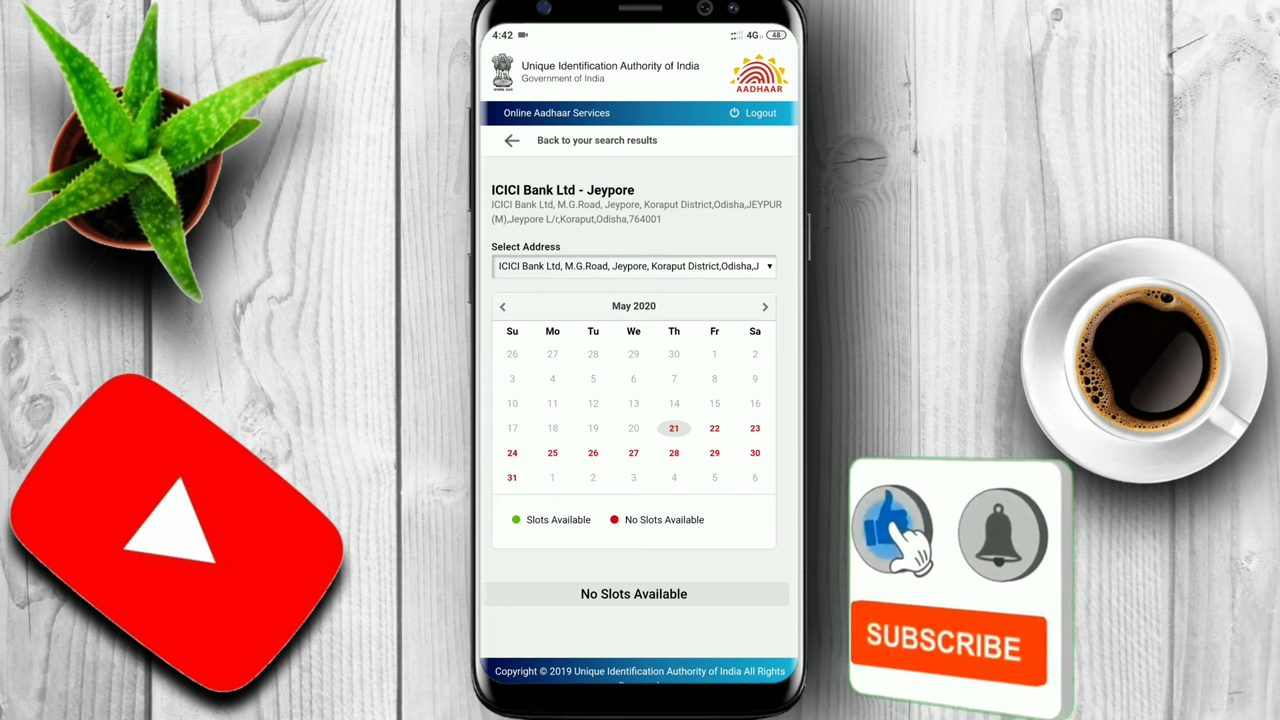 4:42
4G
48
Unique Identification Authority of India
Government of India
AADHAAR
Online Aadhaar Services
Logout
Back to your search results
ICICI Bank Ltd - Jeypore
ICICI Bank Ltd, M.G.Road, Jeypore, Koraput District,Odisha,JEYPUR
(M),Jeypore L/r,Koraput,Odisha,764001
Select Address
ICICI Bank Ltd, M.G.Road, Jeypore, Koraput District,Odisha,J
May 2020
Su Mo Tu We Th Fr Sa
26 27 28 29 30 1 2
3 4 5 6 7 8 9
10 11 12 13 14 15 16
17 18 19 20 21 22 23
24 25 26 27 28 29 30
31 1 2 3 4 5 6
Slots Available
No Slots Available
No Slots Available
Copyright © 2019 Unique Identification Authority of India All Rights
SUBSCRIBE